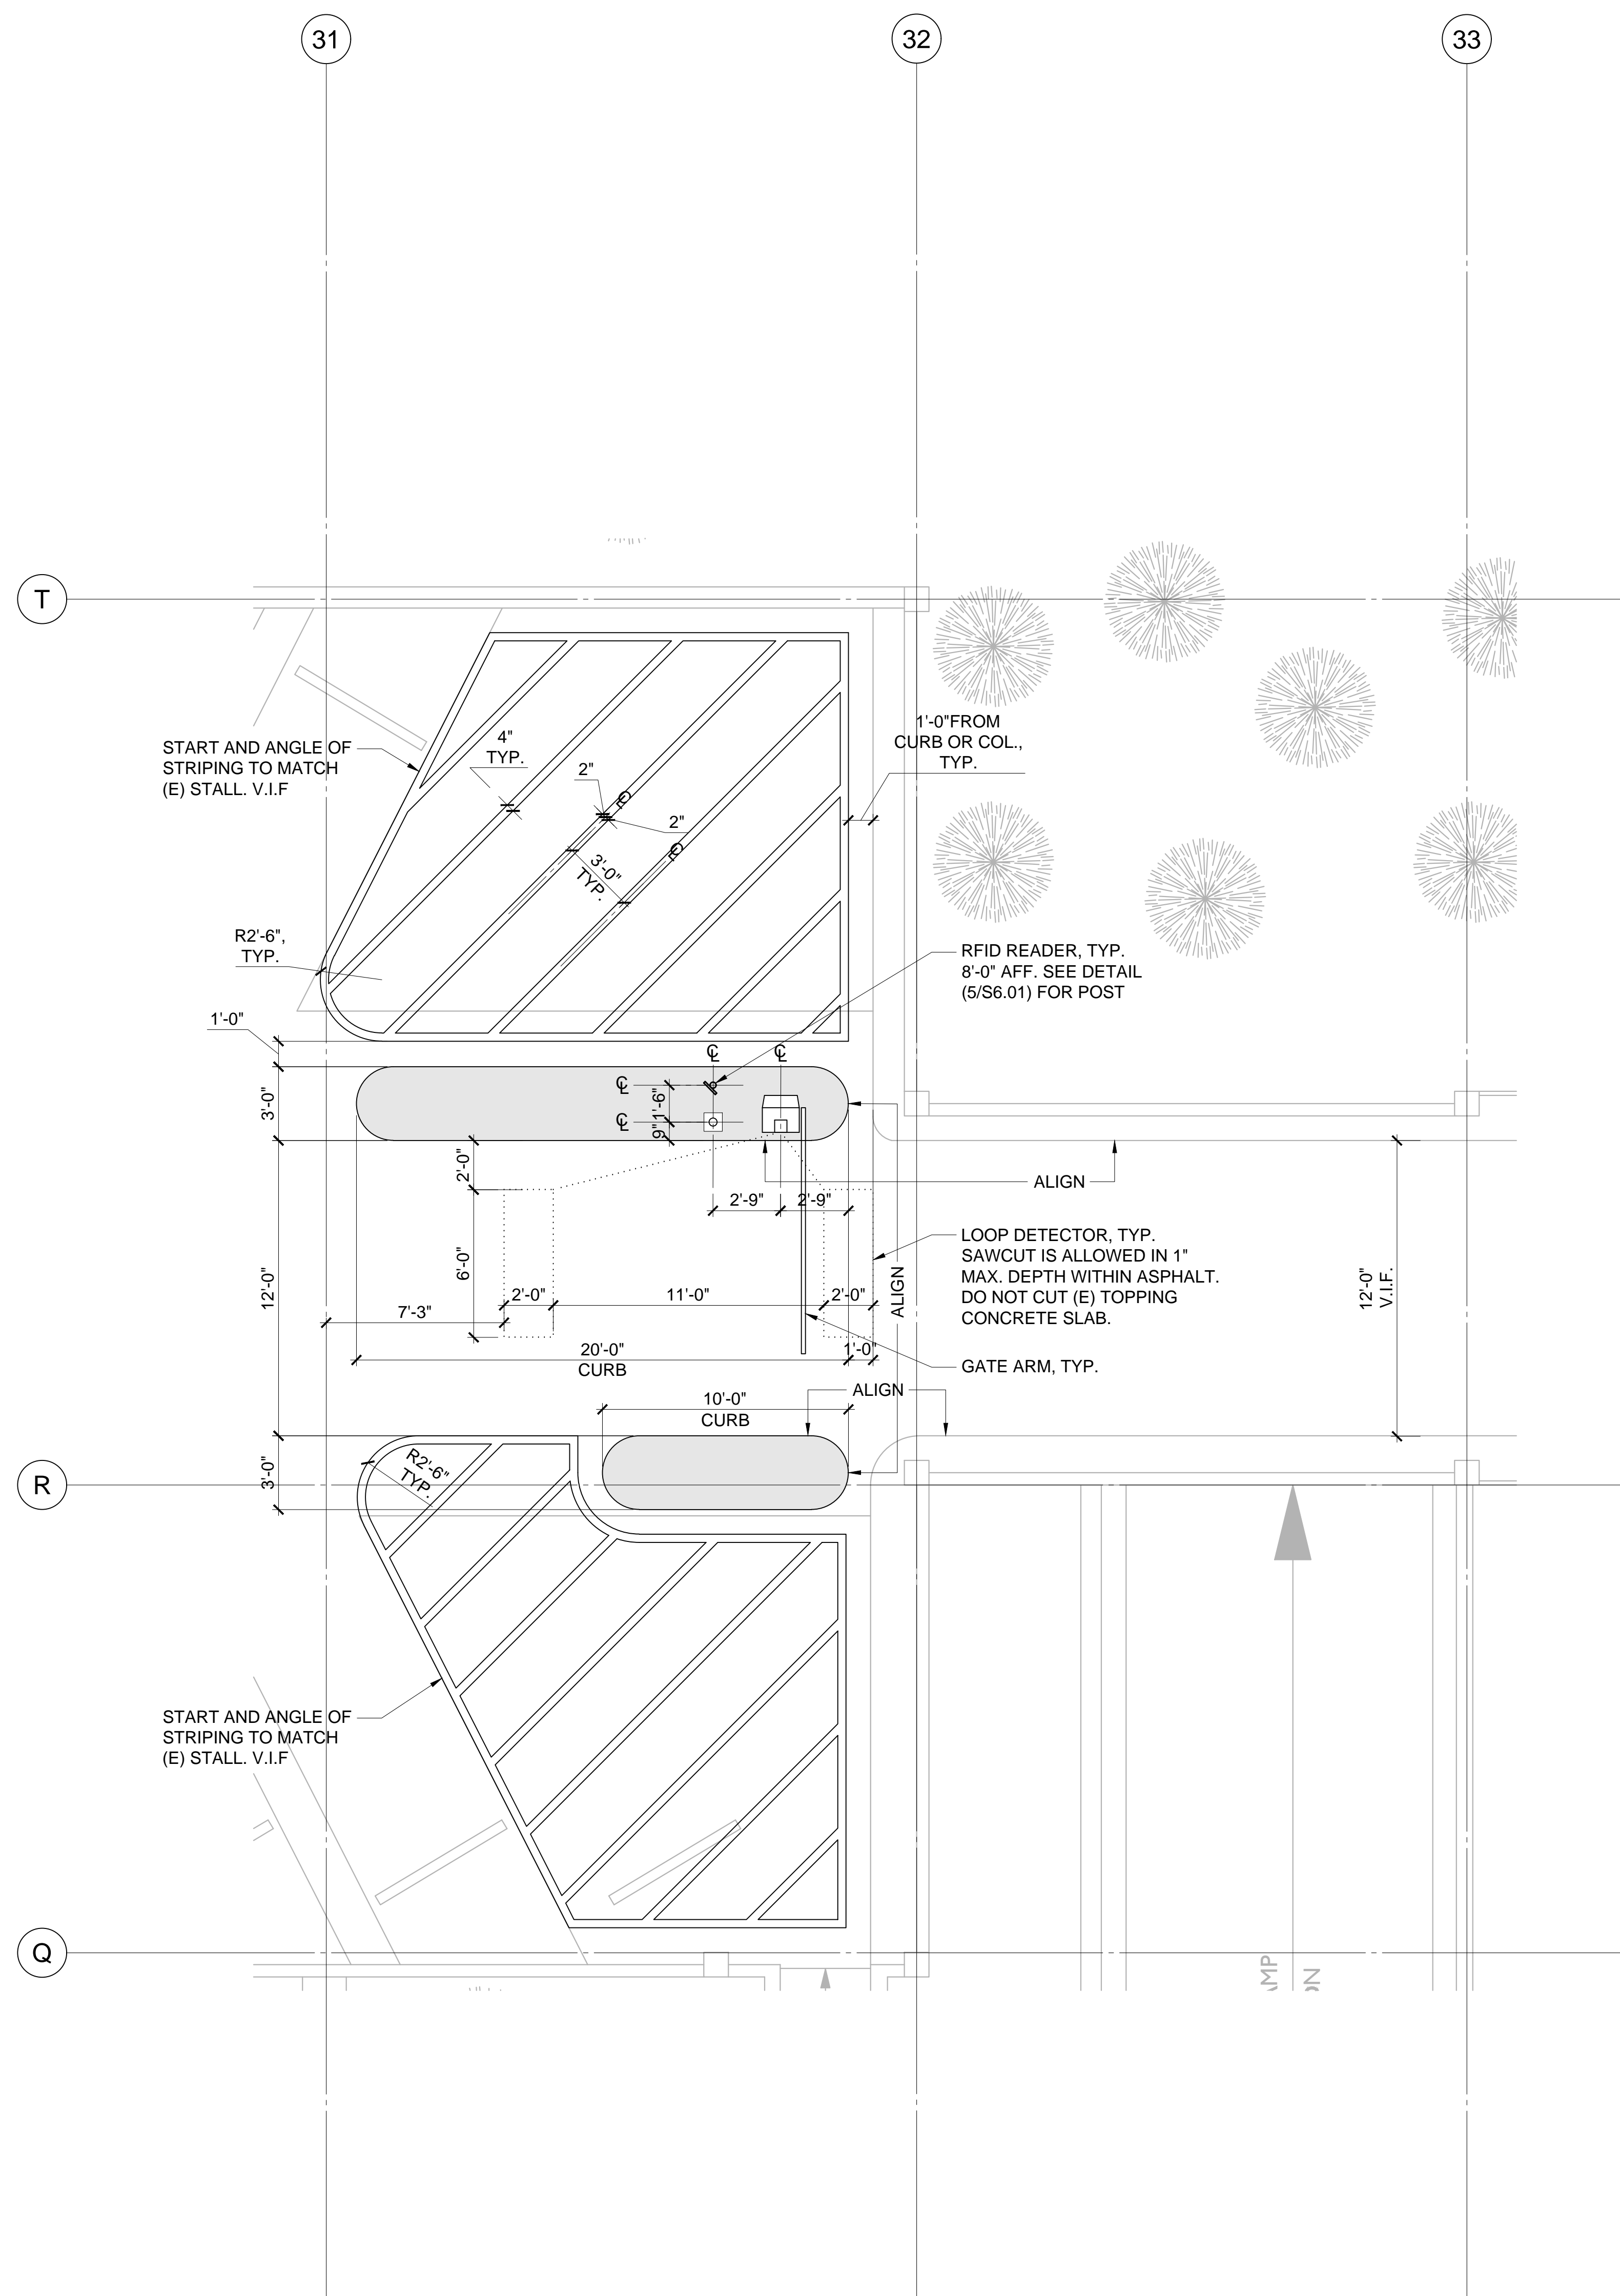 31
32
33
T
START AND ANGLE OF
STRIPING TO MATCH
(E) STALL. V.I.F
4"
TYP.
2"
2"
3'-0"
TYP.
1'-0"FROM
CURB OR COL.,
TYP.
R2'-6",
TYP.
RFID READER, TYP.
8'-0" AFF. SEE DETAIL
(5/S6.01) FOR POST
1'-0"
3'-0"
1'-6"
9"
2'-0"
ALIGN
2'-9"
2'-9"
6'-0"
12'-0"
LOOP DETECTOR, TYP.
SAWCUT IS ALLOWED IN 1"
MAX. DEPTH WITHIN ASPHALT.
DO NOT CUT (E) TOPPING
CONCRETE SLAB.
ALIGN
12'-0"
V.I.F.
2'-0"
11'-0"
2'-0"
7'-3"
20'-0"
CURB
1'-0"
GATE ARM, TYP.
ALIGN
10'-0"
CURB
R2'-6"
TYP.
3'-0"
R
START AND ANGLE OF
STRIPING TO MATCH
(E) STALL. V.I.F
Q